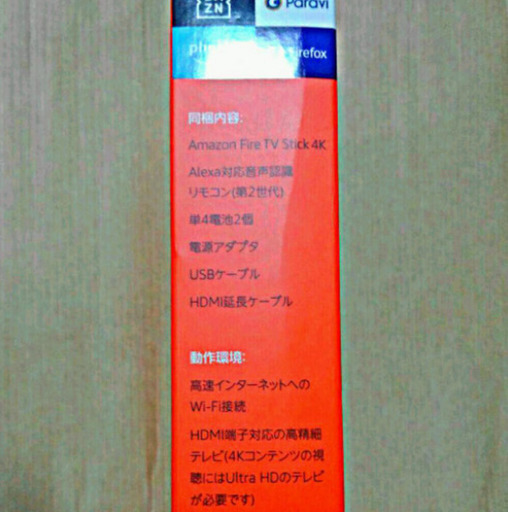 ZN
Paravi
irefox
同梱内容:
Amazon Fire TV Stick 4K
Alexa対応音声認識
リモコン(第2世代)
単4電池2個
電源アダプタ
USBケーブル
HDMI延長ケーブル
動作環境:
高速インターネットへの
Wi-Fi接続
HDMI端子対応の高精細
テレビ(4Kコンテンツの視
聴にはUltra HDのテレビ
が必要です)